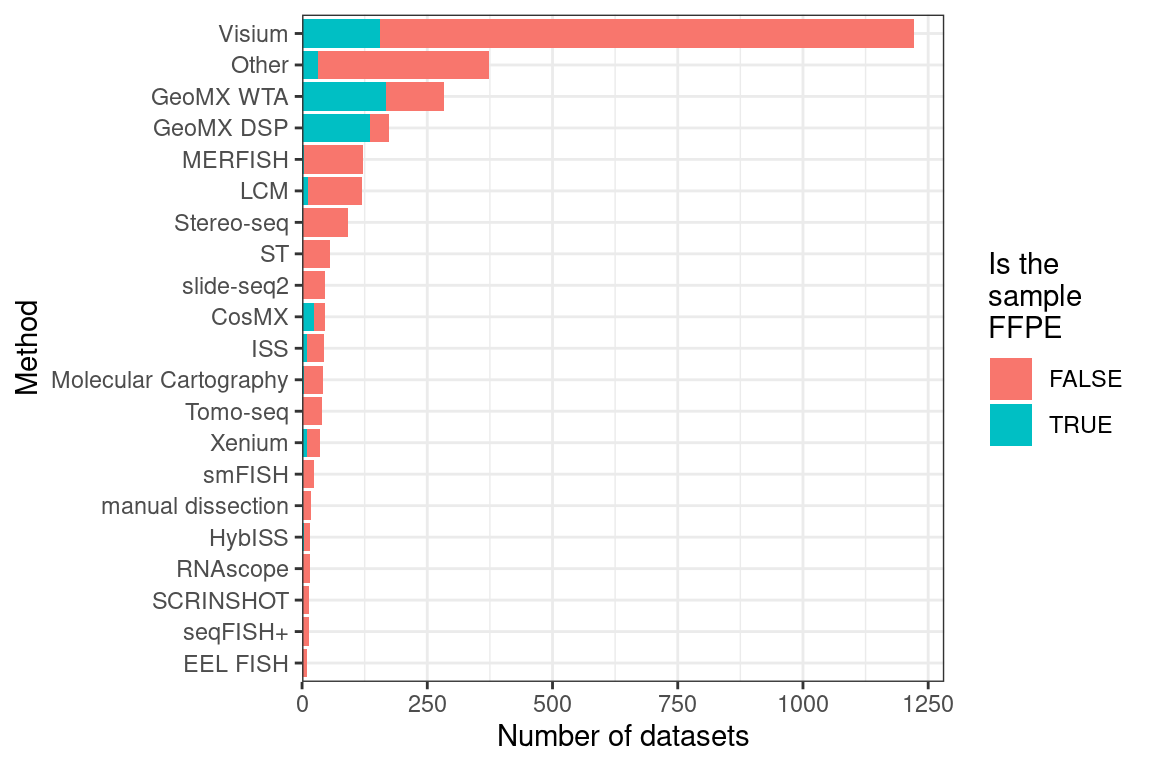 Visium
Other
GeoMX WTA
GeoMX DSP
MERFISH
LCM
Stereo-seq
ST
slide-seq2
CosMX
ISS
Molecular Cartography
Tomo-seq
Xenium
smFISH
manual dissection
HybISS
RNAscope
SCRINSHOT
seqFISH+
EEL FISH
Method
0 250 500 750 1000 1250
Number of datasets
Is the
sample
FFPE
FALSE
TRUE